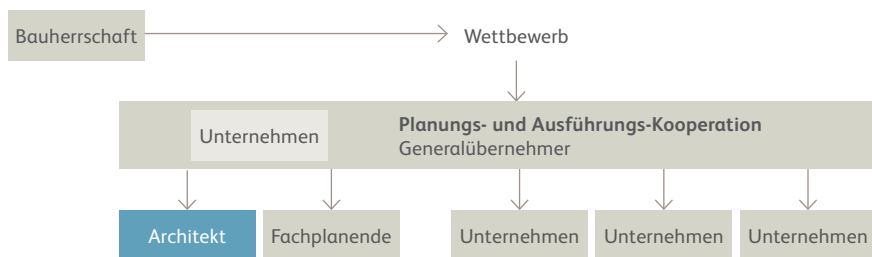 Bauherrschaft
Wettbewerb
Unternehmen
Planungs- und Ausführungs-Kooperation
Generalübernehmer
Architekt
Fachplanende
Unternehmen
Unternehmen
Unternehmen